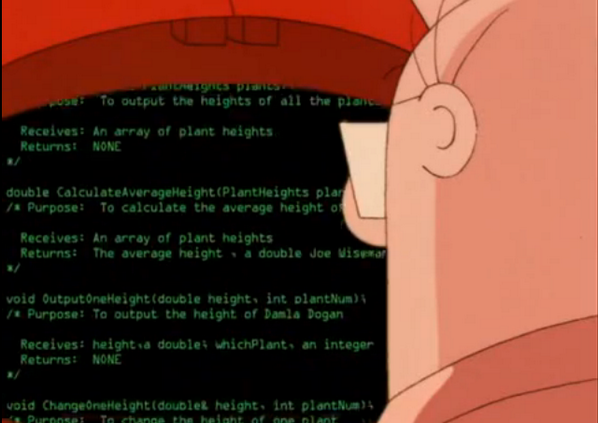 PlantHeights plants
To output the heights of all the plants
Receives: An array of plant heights
Returns: NONE
*/
double CalculateAverageHeight(PlantHeights plan
/* Purpose: To calculate the average height of
Receives: An array of plant heights
Returns: The average height , a double Joe Wiseman
*/
void OutputOneHeight(double height, int plantNum);
/* Purpose: To output the height of Damla Dogan
Receives: height,a double; whichPlant, an integer
Returns: NONE
*/
void ChangeOneHeight(double& height, int plantNum);
/* Purpose: To change the height of one plant